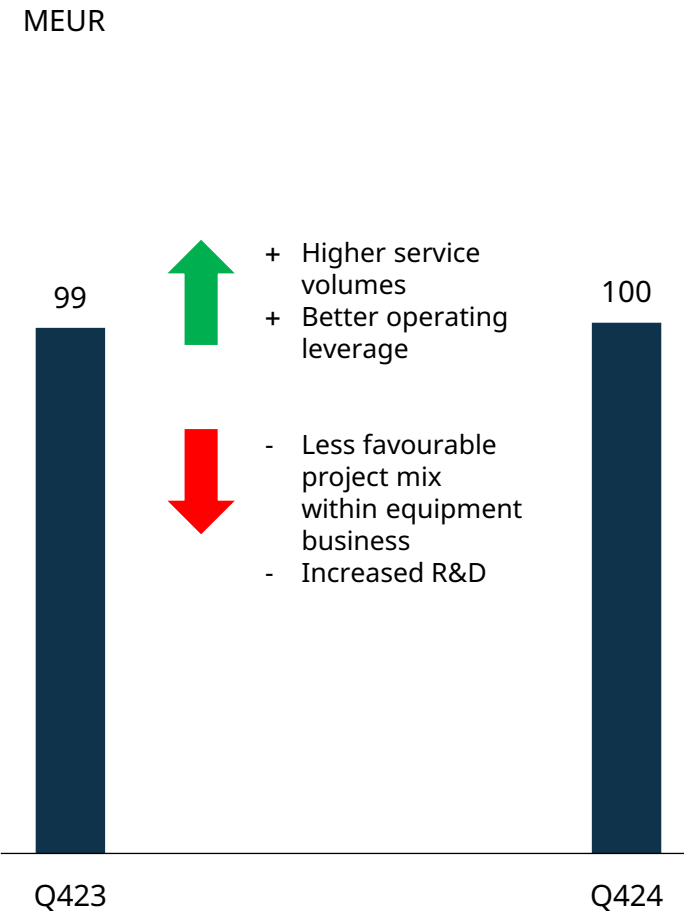 MEUR
99
+ Higher service
volumes
+ Better operating
leverage
100
- Less favourable
project mix
within equipment
business
- Increased R&D
Q423
Q424